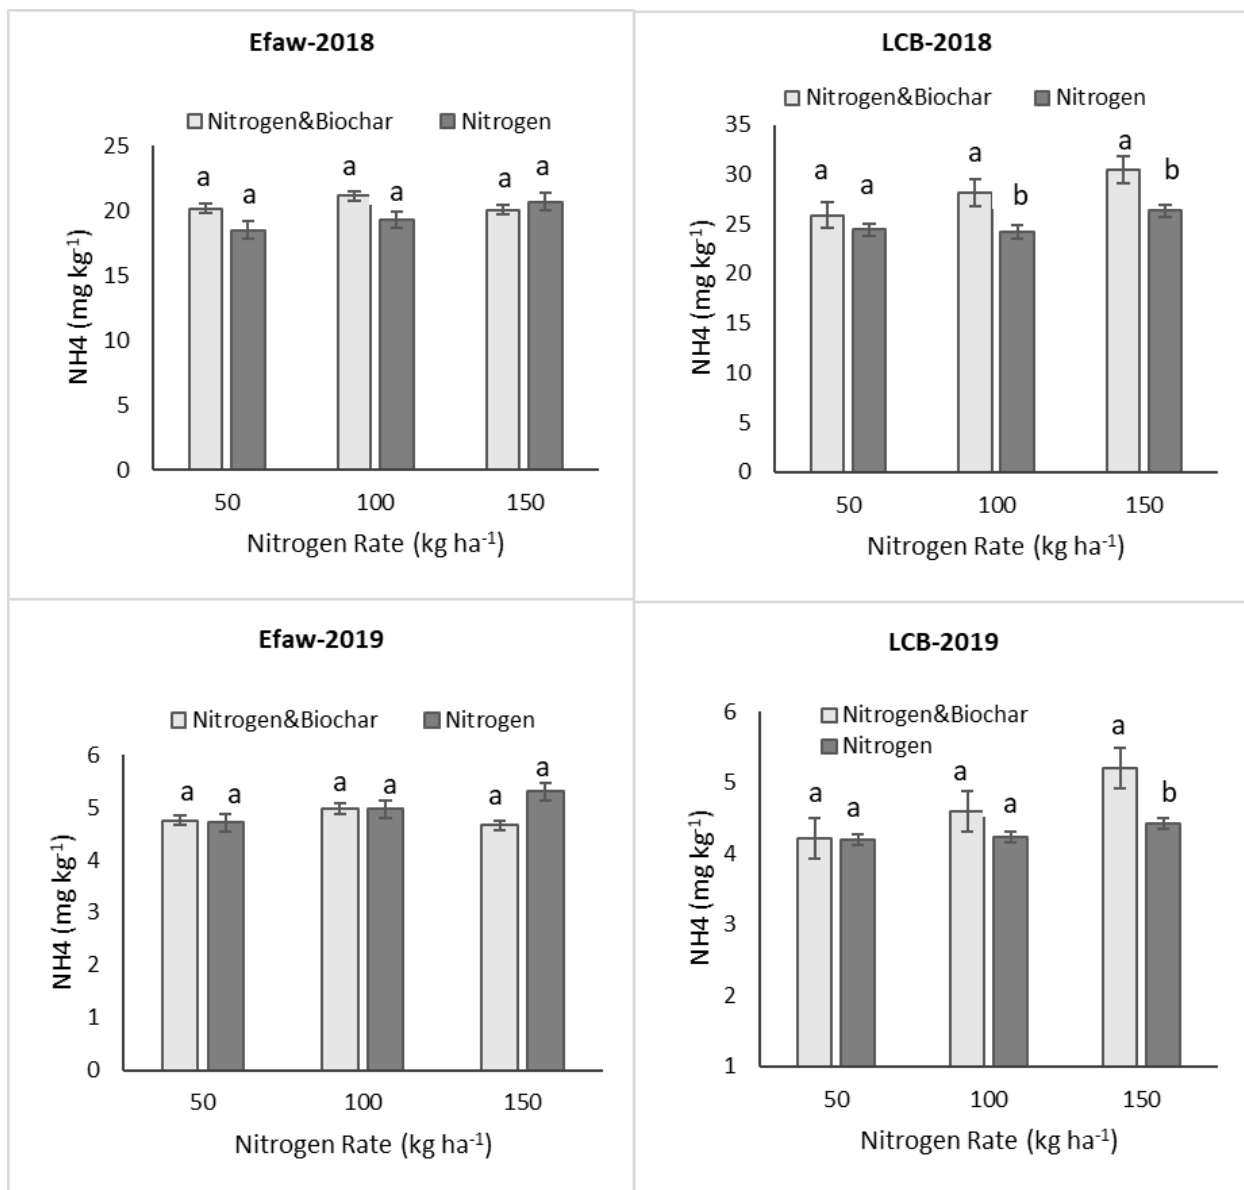 Efaw-2018
Nitrogen&Biochar Nitrogen
25
20
15
10
5
0
NH4 (mg kg⁻¹)
a a a a a a
50 100 150
Nitrogen Rate (kg ha⁻¹)
LCB-2018
Nitrogen&Biochar Nitrogen
35
30
25
20
15
10
5
0
NH4 (mg kg⁻¹)
a a a b a b
50 100 150
Nitrogen Rate (kg ha⁻¹)
Efaw-2019
Nitrogen&Biochar Nitrogen
6
5
4
3
2
1
0
NH4 (mg kg⁻¹)
a a a a a a
50 100 150
Nitrogen Rate (kg ha⁻¹)
LCB-2019
Nitrogen&Biochar
Nitrogen
6
5
4
3
2
1
NH4 (mg kg⁻¹)
a a a a a b
50 100 150
Nitrogen Rate (kg ha⁻¹)